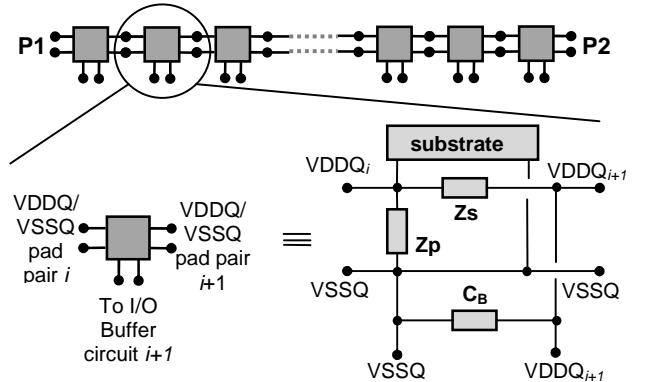 P1
P2
substrate
VDDQi
VDDQi+1
Zs
VDDQ/
VSSQ
pad
pair i
VDDQ/
VSSQ
pad pair
i+1
≡
Zp
To I/O
Buffer
circuit i+1
VSSQ
VSSQ
CB
VSSQ
VDDQi+1